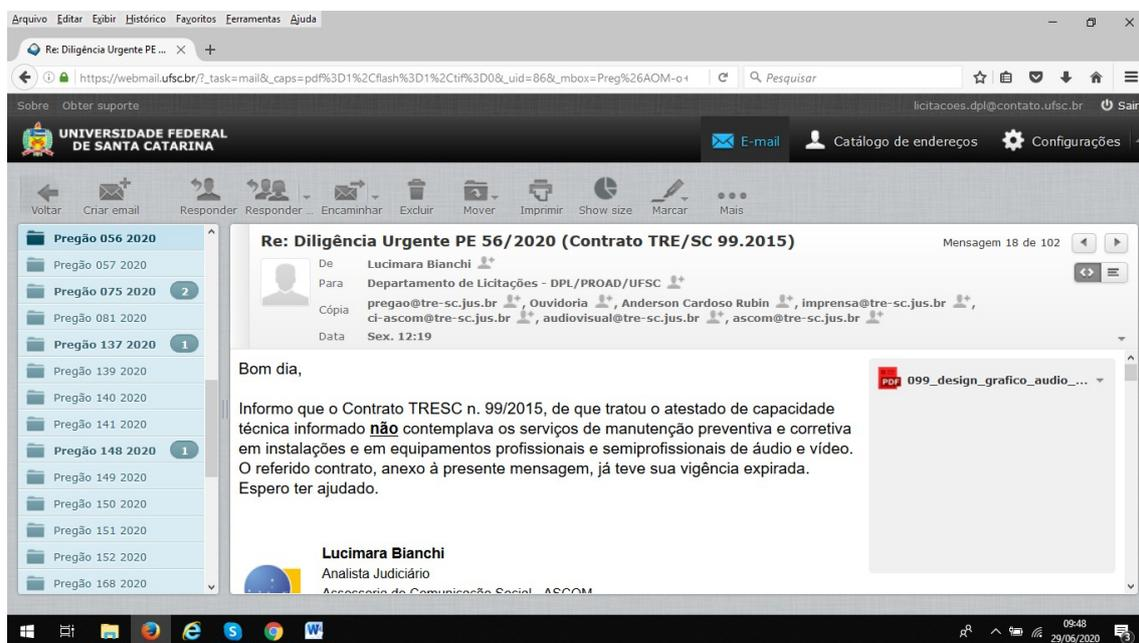 Arquivo Editar Exibir Histórico Favoritos Ferramentas Ajuda
Re: Diligência Urgente PE ...
https://webmail.ufsc.br/?_task=mail&_caps=pdf%3D1%2Cflash%3D1%2Ctif%3D0&_uid=86&_mbox=Preg%26AOM-o+
Pesquisar
Sobre Obter suporte
licitacoes.dpl@contato.ufsc.br Sair
UNIVERSIDADE FEDERAL
DE SANTA CATARINA
E-mail Catálogo de endereços Configurações
Voltar Criar email Responder Responder ... Encaminhar Excluir Mover Imprimir Show size Marcar Mais
Pregão 056 2020
Pregão 057 2020
Pregão 075 2020 2
Pregão 081 2020
Pregão 137 2020 1
Pregão 139 2020
Pregão 140 2020
Pregão 141 2020
Pregão 148 2020 1
Pregão 149 2020
Pregão 150 2020
Pregão 151 2020
Pregão 152 2020
Pregão 168 2020
Re: Diligência Urgente PE 56/2020 (Contrato TRE/SC 99.2015)
Mensagem 18 de 102
De Lucimara Bianchi
Para Departamento de Licitações - DPL/PROAD/UFSC
Cópia pregao@tre-sc.jus.br, Ouvidoria, Anderson Cardoso Rubin, imprensa@tre-sc.jus.br,
ci-ascom@tre-sc.jus.br, audiovisual@tre-sc.jus.br, ascom@tre-sc.jus.br
Data Sex. 12:19
Bom dia,
Informo que o Contrato TRESC n. 99/2015, de que tratou o atestado de capacidade
técnica informado não contemplava os serviços de manutenção preventiva e corretiva
em instalações e em equipamentos profissionais e semiprofissionais de áudio e vídeo.
O referido contrato, anexo à presente mensagem, já teve sua vigência expirada.
Espero ter ajudado.
Lucimara Bianchi
Analista Judiciário
Assessoria de Comunicação Social - ASCOM
PDF 099_design_grafico_audio_...
09:48
29/06/2020